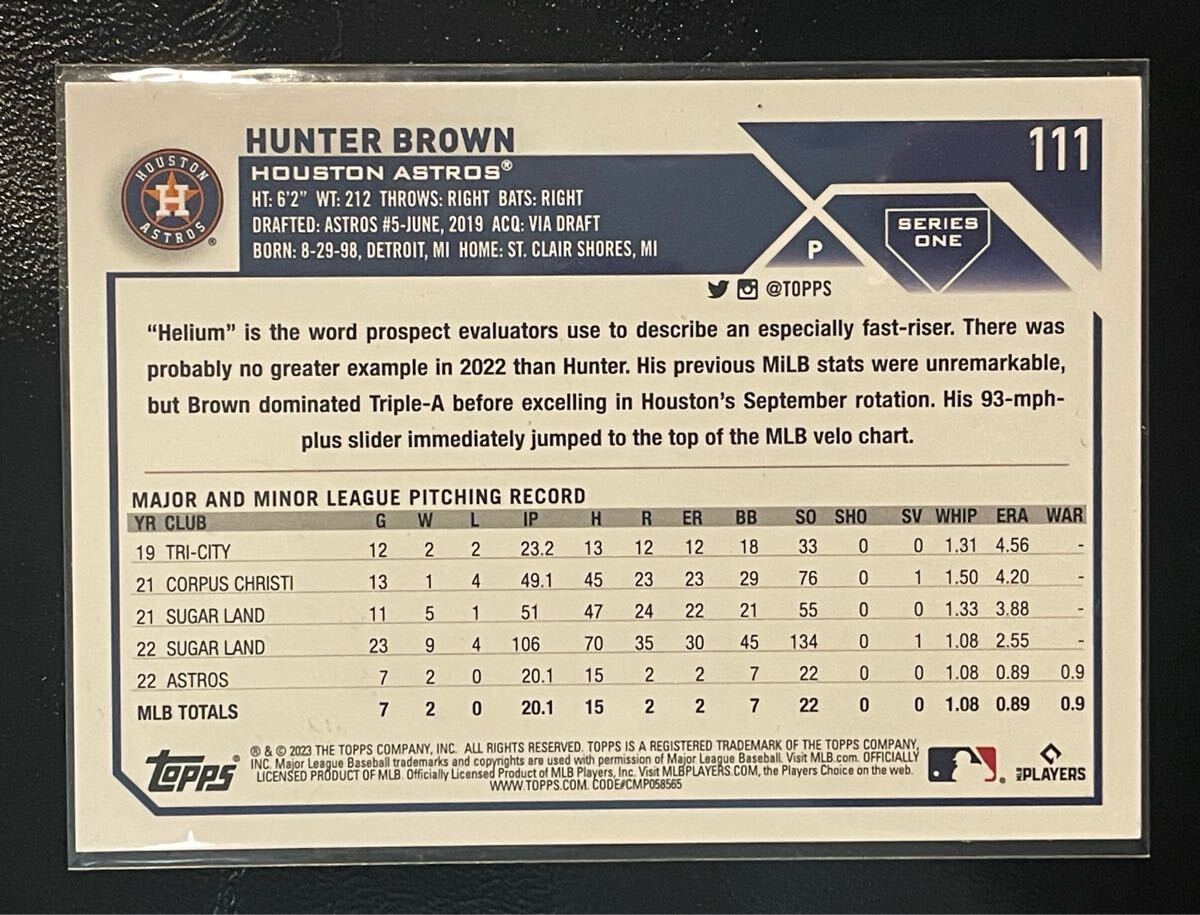 HOUSTON
H
ASTROS
®
HUNTER BROWN
HOUSTON ASTROS®
HT: 6'2" WT: 212 THROWS: RIGHT BATS: RIGHT
DRAFTED: ASTROS #5-JUNE, 2019 ACQ: VIA DRAFT
BORN: 8-29-98, DETROIT, MI HOME: ST. CLAIR SHORES, MI
111
P
SERIES
ONE
@TOPPS
“Helium” is the word prospect evaluators use to describe an especially fast-riser. There was
probably no greater example in 2022 than Hunter. His previous MiLB stats were unremarkable,
but Brown dominated Triple-A before excelling in Houston's September rotation. His 93-mph-
plus slider immediately jumped to the top of the MLB velo chart.
MAJOR AND MINOR LEAGUE PITCHING RECORD
YR CLUB G W L IP H R ER BB SO SHO SV WHIP ERA WAR
19 TRI-CITY 12 2 2 23.2 13 12 12 18 33 0 0 1.31 4.56 -
21 CORPUS CHRISTI 13 1 4 49.1 45 23 23 29 76 0 1 1.50 4.20 -
21 SUGAR LAND 11 5 1 51 47 24 22 21 55 0 0 1.33 3.88 -
22 SUGAR LAND 23 9 4 106 70 35 30 45 134 0 1 1.08 2.55 -
22 ASTROS 7 2 0 20.1 15 2 2 7 22 0 0 1.08 0.89 0.9
MLB TOTALS 7 2 0 20.1 15 2 2 7 22 0 0 1.08 0.89 0.9
topps®
® & © 2023 THE TOPPS COMPANY, INC. ALL RIGHTS RESERVED. TOPPS IS A REGISTERED TRADEMARK OF THE TOPPS COMPANY,
INC. Major League Baseball trademarks and copyrights are used with permission of Major League Baseball. Visit MLB.com. OFFICIALLY
LICENSED PRODUCT OF MLB. Officially Licensed Product of MLB Players, Inc. Visit MLBPLAYERS.COM, the Players Choice on the web.
WWW.TOPPS.COM. CODE#CMP058565
®
MLB PLAYERS